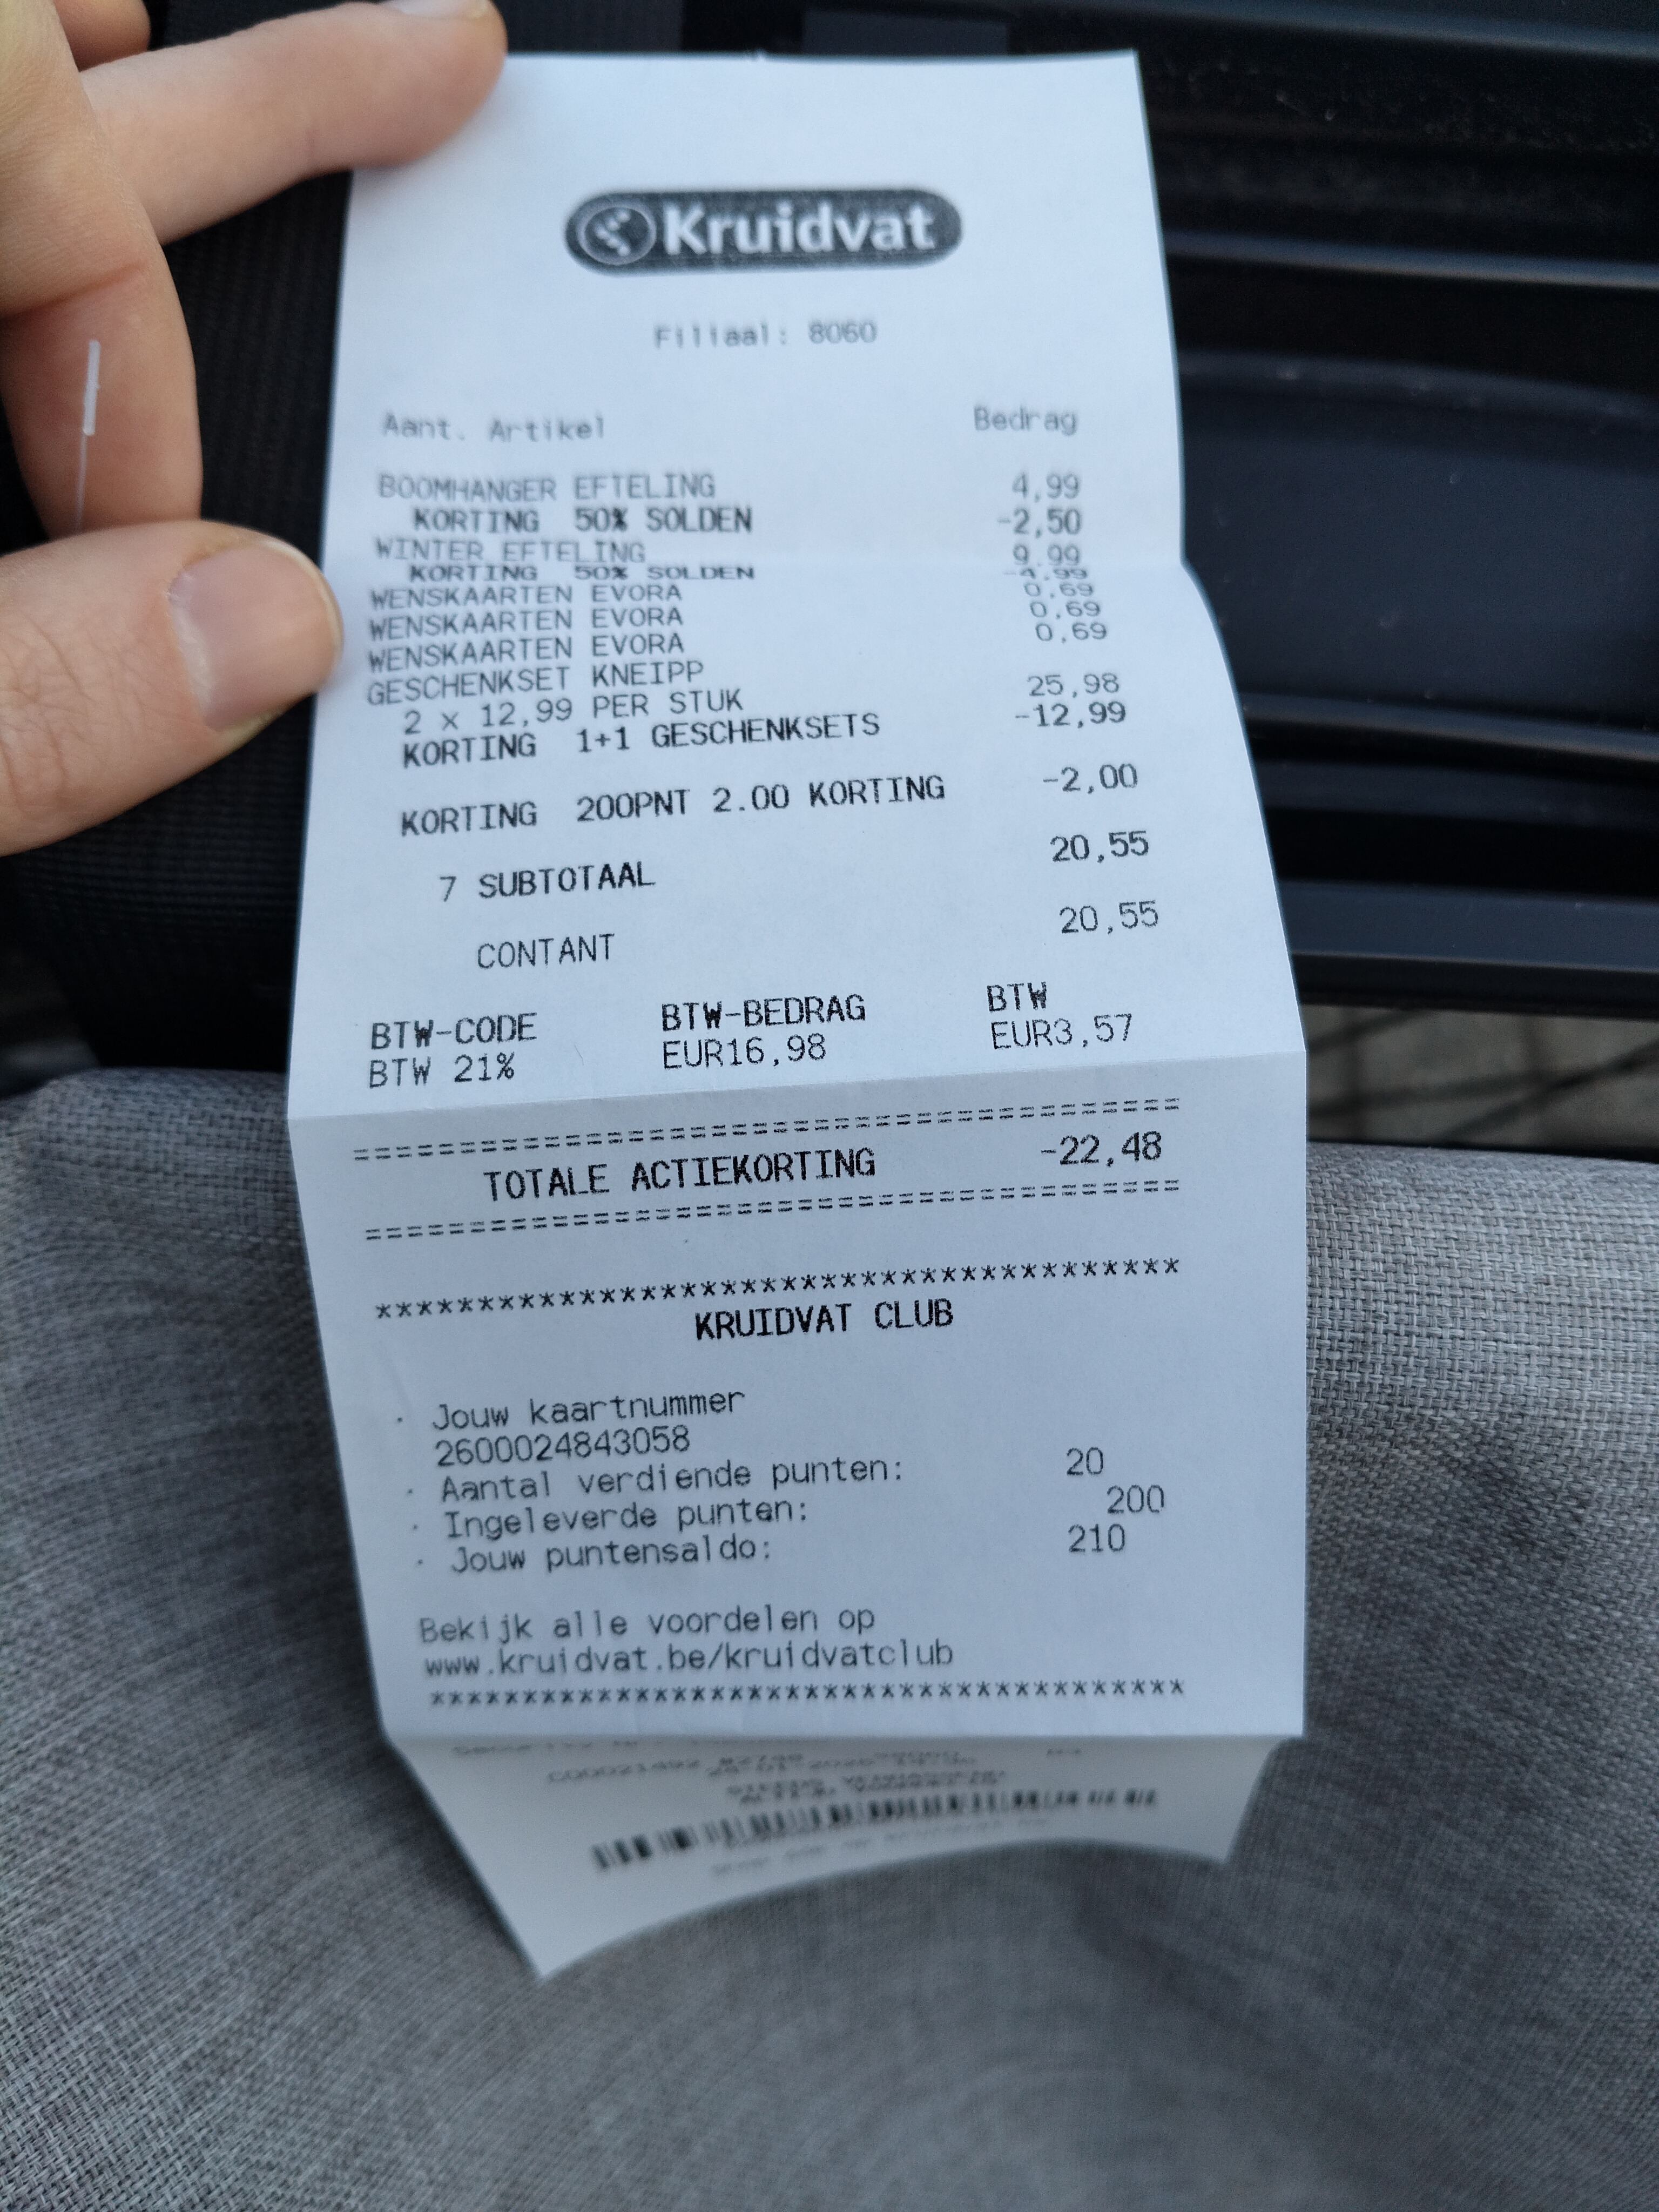 Kruidvat
Filiaal: 8060
Aant. Artikel Bedrag
BOOMHANGER EFTELING 4,99
KORTING 50% SOLDEN -2,50
WINTER EFTELING 9,99
KORTING 50% SOLDEN -4,99
WENSKAARTEN EVORA 0,69
WENSKAARTEN EVORA 0,69
WENSKAARTEN EVORA 0,69
GESCHENKSET KNEIPP
2 x 12,99 PER STUK 25,98
KORTING 1+1 GESCHENKSETS -12,99
KORTING 200PNT 2.00 KORTING -2,00
7 SUBTOTAAL 20,55
CONTANT 20,55
BTW-CODE BTW-BEDRAG BTW
BTW 21% EUR16,98 EUR3,57
========================================
TOTALE ACTIEKORTING -22,48
========================================
****************************************
KRUIDVAT CLUB
· Jouw kaartnummer
2600024843058
· Aantal verdiende punten: 20
· Ingeleverde punten: 200
· Jouw puntensaldo: 210
Bekijk alle voordelen op
www.kruidvat.be/kruidvatclub
****************************************